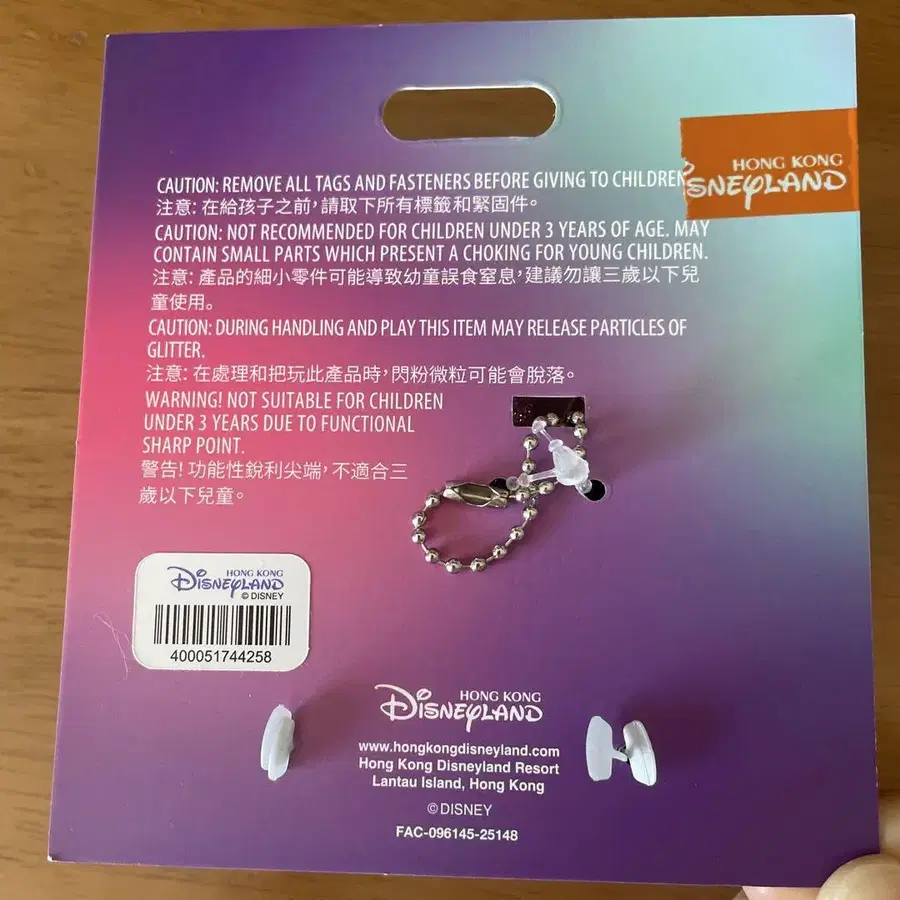 HONG KONG
DISNEYLAND
CAUTION: REMOVE ALL TAGS AND FASTENERS BEFORE GIVING TO CHILDREN
注意: 在給孩子之前, 請取下所有標籤和緊固件。
CAUTION: NOT RECOMMENDED FOR CHILDREN UNDER 3 YEARS OF AGE. MAY
CONTAIN SMALL PARTS WHICH PRESENT A CHOKING FOR YOUNG CHILDREN.
注意: 產品的細小零件可能導致幼童誤食窒息, 建議勿讓三歲以下兒
童使用。
CAUTION: DURING HANDLING AND PLAY THIS ITEM MAY RELEASE PARTICLES OF
GLITTER.
注意: 在處理和把玩此產品時, 閃粉微粒可能會脫落。
WARNING! NOT SUITABLE FOR CHILDREN
UNDER 3 YEARS DUE TO FUNCTIONAL
SHARP POINT.
警告! 功能性銳利尖端, 不適合三
歲以下兒童。
HONG KONG
DISNEYLAND
© DISNEY
400051744258
HONG KONG
DISNEYLAND
www.hongkongdisneyland.com
Hong Kong Disneyland Resort
Lantau Island, Hong Kong
©DISNEY
FAC-096145-25148